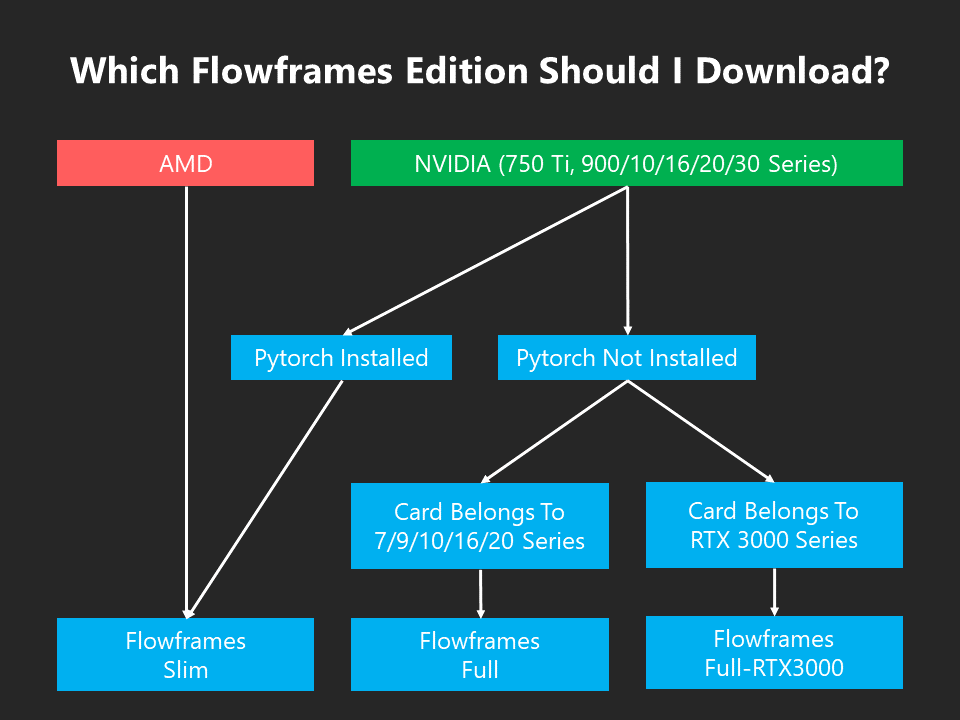 Which Flowframes Edition Should I Download?
AMD
NVIDIA (750 Ti, 900/10/16/20/30 Series)
Pytorch Installed
Pytorch Not Installed
Card Belongs To
7/9/10/16/20 Series
Card Belongs To
RTX 3000 Series
Flowframes
Slim
Flowframes
Full
Flowframes
Full-RTX3000